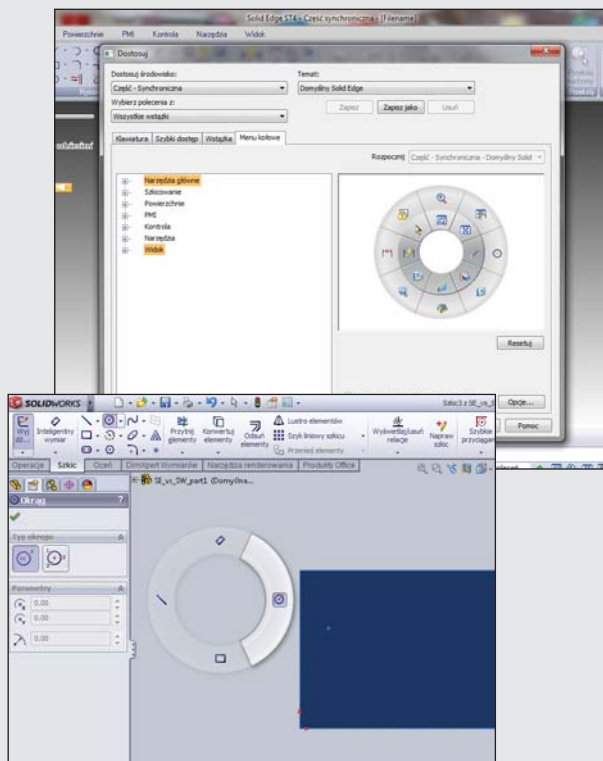 Solid Edge ST4 - Część synchroniczna - [Filename]
Powierzchnie PMI Kontrola Narzędzia Widok
Dostosuj
Dostosuj środowisko:
Temat:
Część - Synchroniczna
Domyślny Solid Edge
Wybierz polecenia z:
Zapisz Zapisz jako Usuń
Wszystkie wstążki
Klawiatura Szybki dostęp Wstążka Menu kołowe
Rozpocznij Część - Synchroniczna - Domyślny Solid
Narzędzia główne
Szkicowanie
Powierzchnie
PMI
Kontrola
Narzędzia
Widok
Resetuj
Opcje...
Pomoc
SOLIDWORKS
Szkic3 z SE_vs_S
Inteligentny wymiar
Przytnij elementy
Konwertuj elementy
Odsuń elementy
Lustro elementów
Szyk liniowy szkicu
Przenieś elementy
Wyświetlaj/usuń relacje
Napraw szkic
Szybkie przyciągan
Operacje Szkic Oceń DimXpert Wymiarów Narzędzia renderowania Produkty Office
SE_vs_SW_part1 (Domyślna...
Okrąg ?
Typ okręgu
Parametry
0.00
0.00
0.00